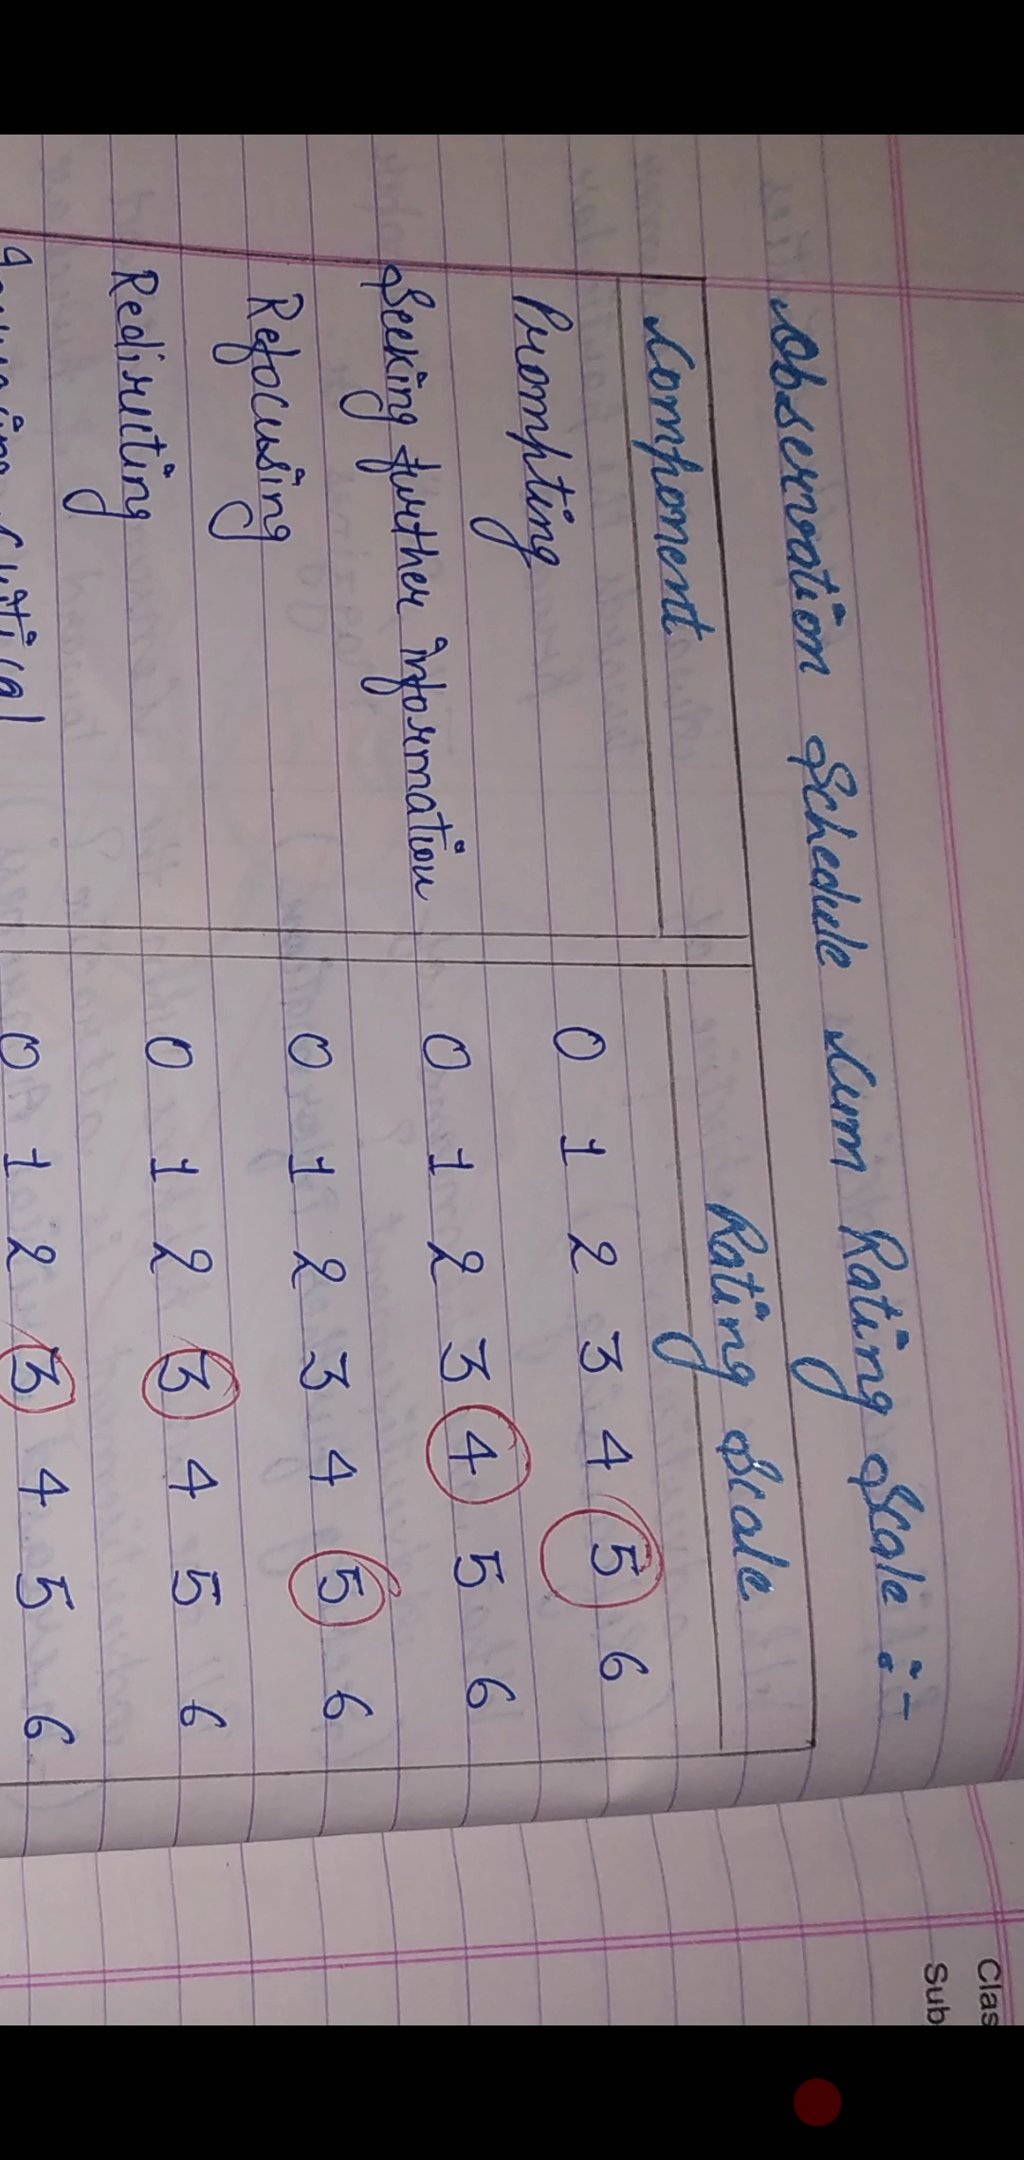 Observation Schedule Cum Rating Scale :-
Component Rating Scale
Prompting 0 1 2 3 4 5 6
Seeking further information 0 1 2 3 4 5 6
Refocusing 0 1 2 3 4 5 6
Rediructing 0 1 2 3 4 5 6
Critical 0 1 2 3 4 5 6
Clas
Sub